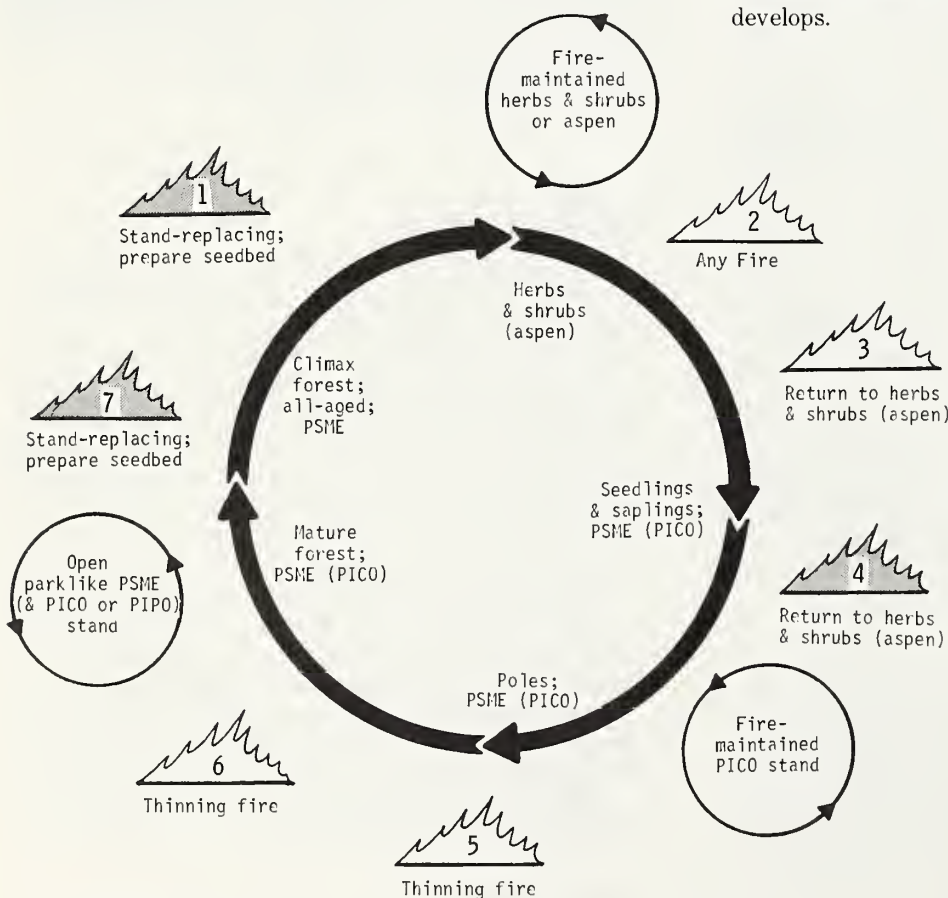 develops.
Fire-
maintained
herbs & shrubs
or aspen
1
Stand-replacing;
prepare seedbed
2
Any Fire
Herbs
& shrubs
(aspen)
3
Return to herbs
& shrubs (aspen)
Climax
forest;
all-aged;
PSME
7
Stand-replacing;
prepare seedbed
Seedlings
& saplings;
PSME (PICO)
Mature
forest;
PSME (PICO)
4
Return to herbs
& shrubs (aspen)
Open
parklike PSME
(& PICO or PIPO)
stand
Poles;
PSME (PICO)
Fire-
maintained
PICO stand
6
Thinning fire
5
Thinning fire